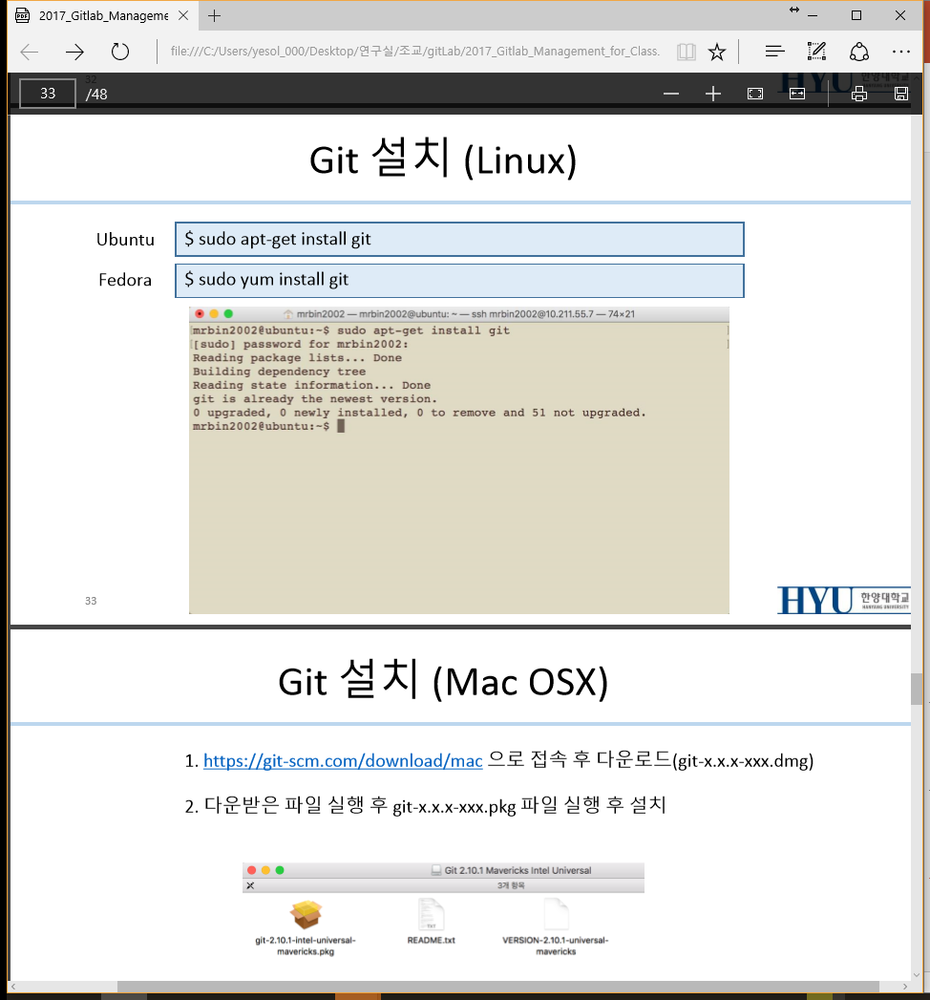 2017_Gitlab_Manageme
file:///C:/Users/yesol_000/Desktop/연구실/조교/gitLab/2017_Gitlab_Management_for_Class.
32
33 /48
Git 설치 (Linux)
Ubuntu
$ sudo apt-get install git
Fedora
$ sudo yum install git
mrbin2002 — mrbin2002@ubuntu: ~ — ssh mrbin2002@10.211.55.7 — 74×21
mrbin2002@ubuntu:~$ sudo apt-get install git
[sudo] password for mrbin2002:
Reading package lists... Done
Building dependency tree
Reading state information... Done
git is already the newest version.
0 upgraded, 0 newly installed, 0 to remove and 51 not upgraded.
mrbin2002@ubuntu:~$
33
HYU 한양대학교
HANYANG UNIVERSITY
Git 설치 (Mac OSX)
1. https://git-scm.com/download/mac 으로 접속 후 다운로드(git-x.x.x-xxx.dmg)
2. 다운받은 파일 실행 후 git-x.x.x-xxx.pkg 파일 실행 후 설치
Git 2.10.1 Mavericks Intel Universal
3개 항목
git-2.10.1-intel-universal-
mavericks.pkg
README.txt
VERSION-2.10.1-universal-
mavericks